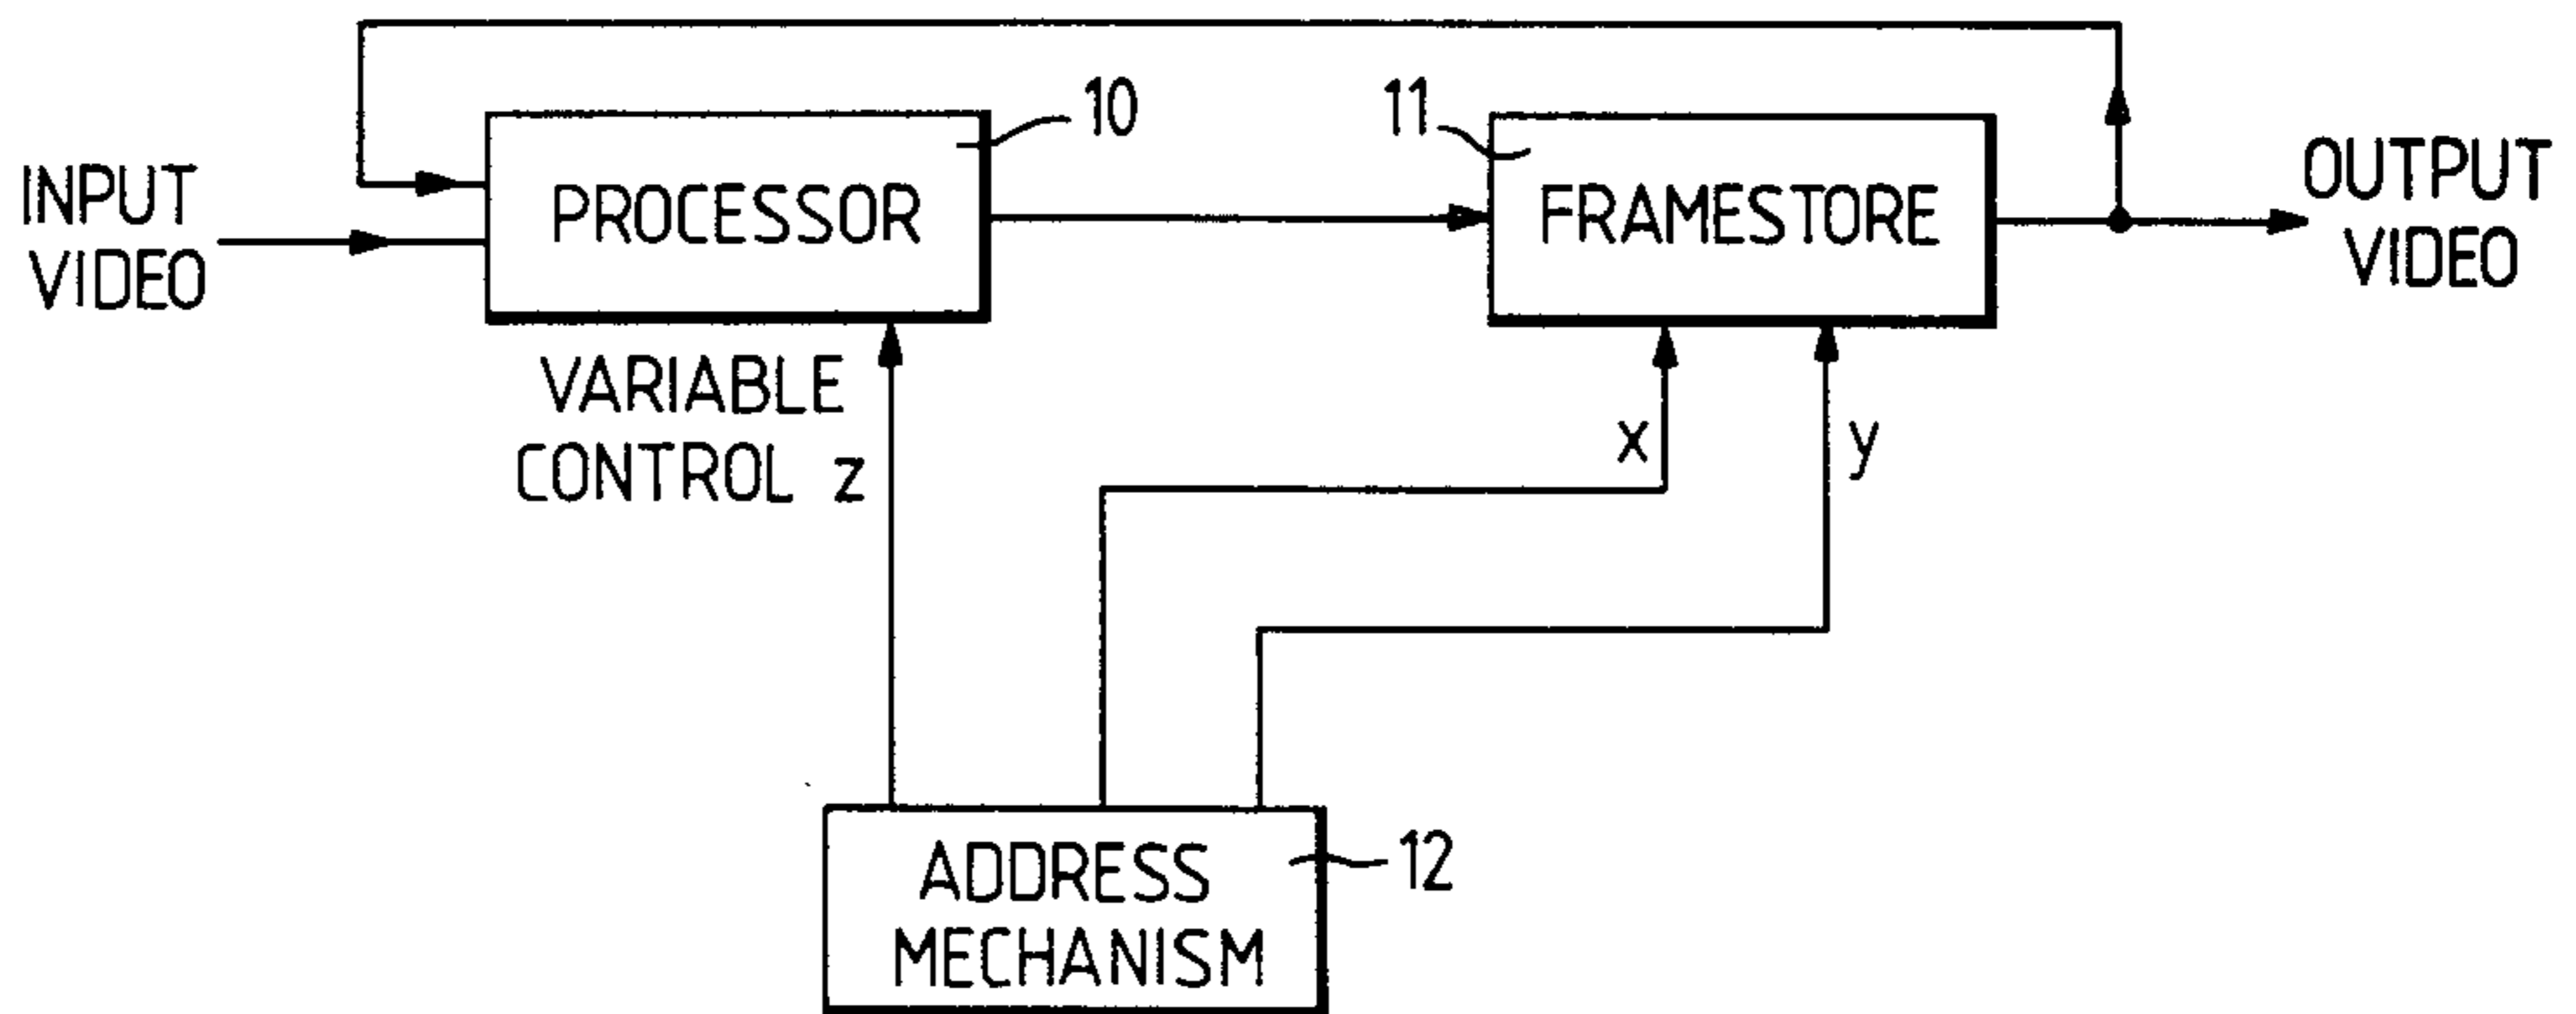 10
11
INPUT
VIDEO
PROCESSOR
FRAMESTORE
OUTPUT
VIDEO
VARIABLE
CONTROL z
x
y
ADDRESS
MECHANISM
12